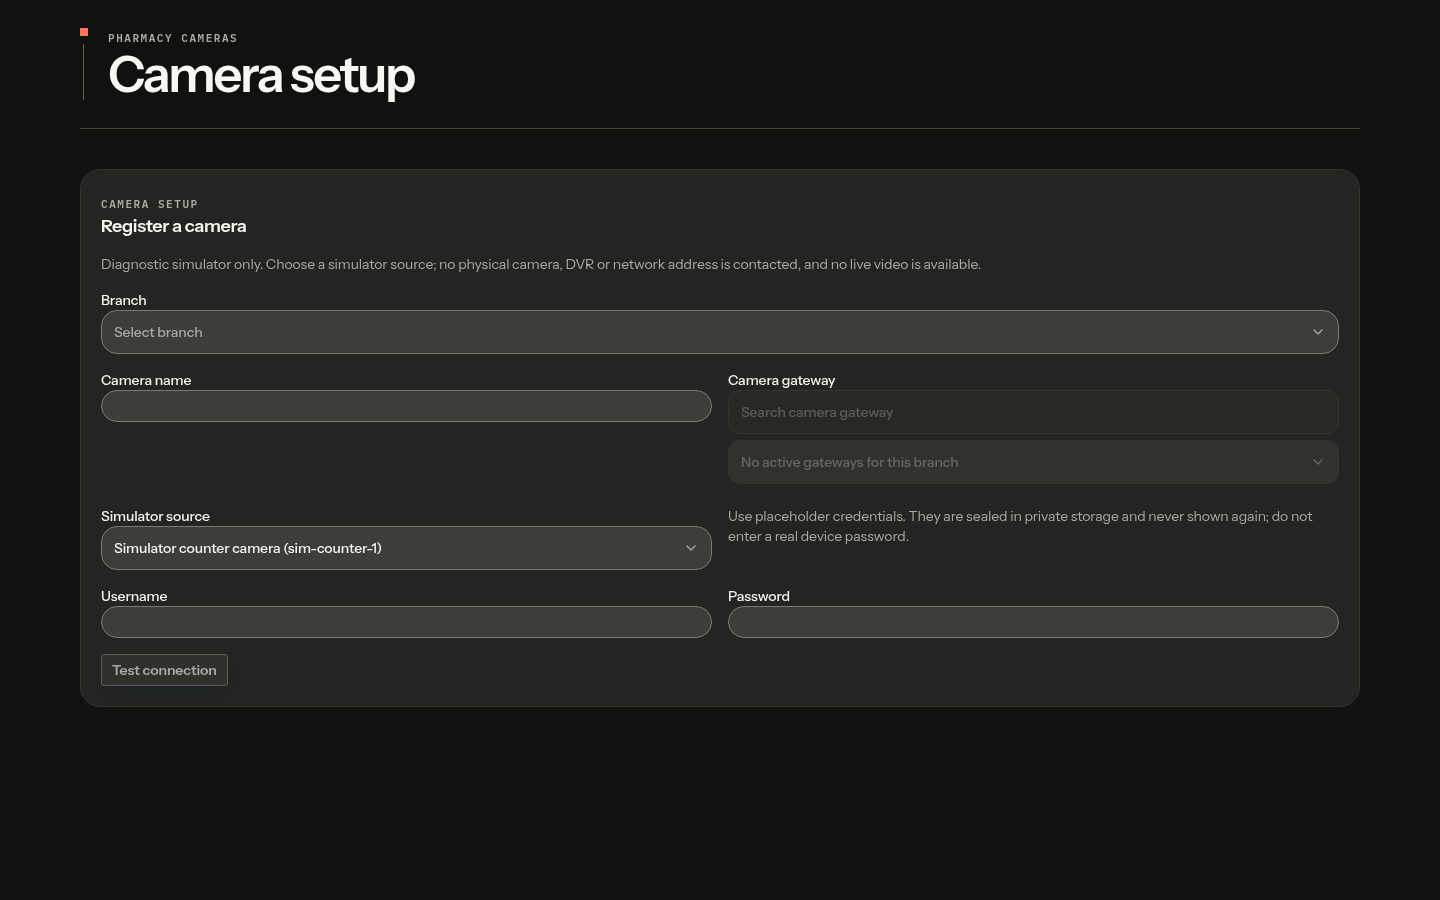 PHARMACY CAMERAS
Camera setup
CAMERA SETUP
Register a camera
Diagnostic simulator only. Choose a simulator source; no physical camera, DVR or network address is contacted, and no live video is available.
Branch
Select branch
Camera name
Camera gateway
Search camera gateway
No active gateways for this branch
Simulator source
Simulator counter camera (sim-counter-1)
Use placeholder credentials. They are sealed in private storage and never shown again; do not
enter a real device password.
Username
Password
Test connection